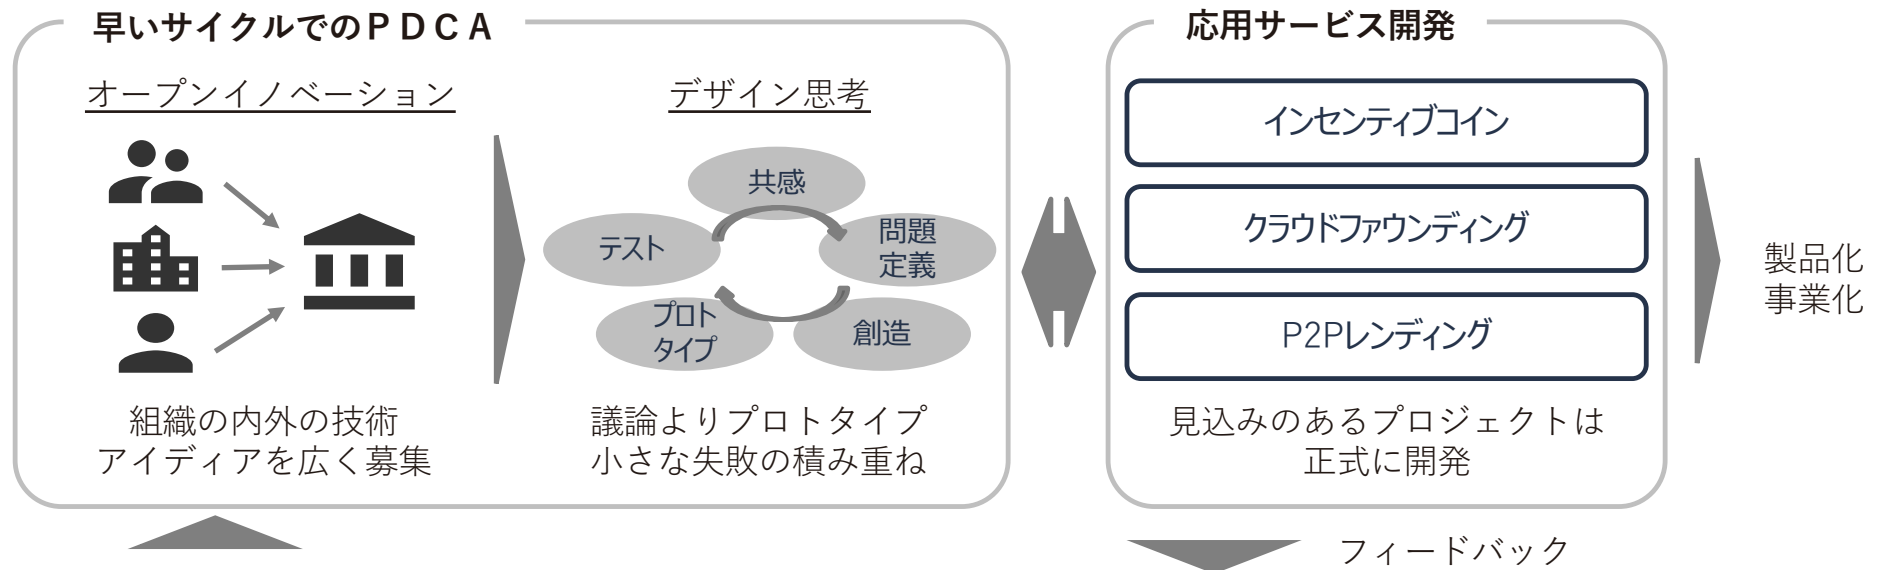 早いサイクルでのＰＤＣＡ
オープンイノベーション
組織の内外の技術
アイディアを広く募集
デザイン思考
共感
問題
定義
創造
プロト
タイプ
テスト
議論よりプロトタイプ
小さな失敗の積み重ね
応用サービス開発
インセンティブコイン
クラウドファウンディング
P2Pレンディング
見込みのあるプロジェクトは
正式に開発
製品化
事業化
フィードバック